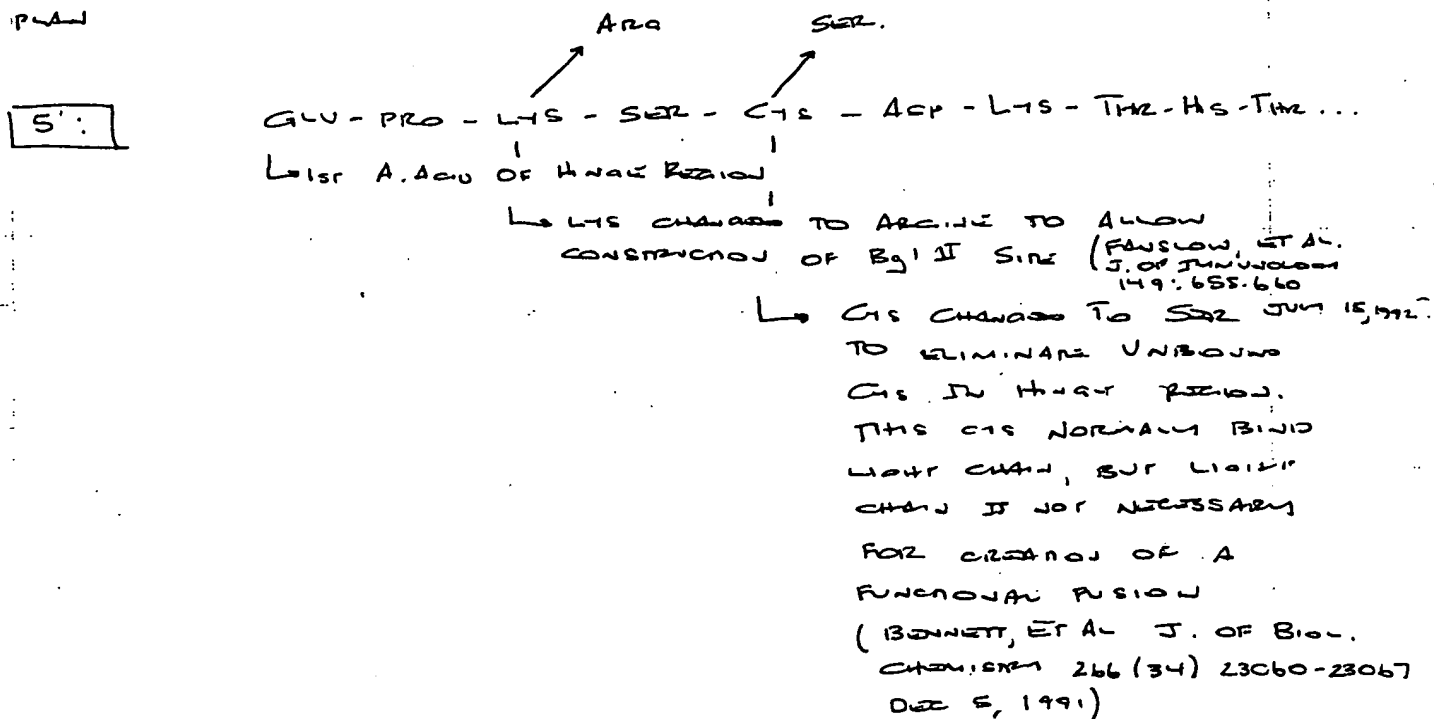 PLAN
ARG SER.
5': GLU - PRO - LYS - SER - CYS - ASP - LYS - THR - HIS - THR...
1ST A. ACID OF HINGE REGION
LYS CHANGED TO ARGINE TO ALLOW
CONSTRUCTION OF Bgl II SITE (FANSLOW, ET AL.
J. OF IMMUNOLOGY
149: 655-660
JULY 15, 1992.
CYS CHANGED TO SER
TO ELIMINATE UNBOUND
CYS IN HINGE REGION.
THIS CYS NORMALLY BIND
LIGHT CHAIN, BUT LIGHT
CHAIN IS NOT NECESSARY
FOR CREATION OF A
FUNCTIONAL FUSION
(BENNETT, ET AL J. OF BIOL.
CHEMISTRY 266 (34) 23060-23067
DEC 5, 1991)